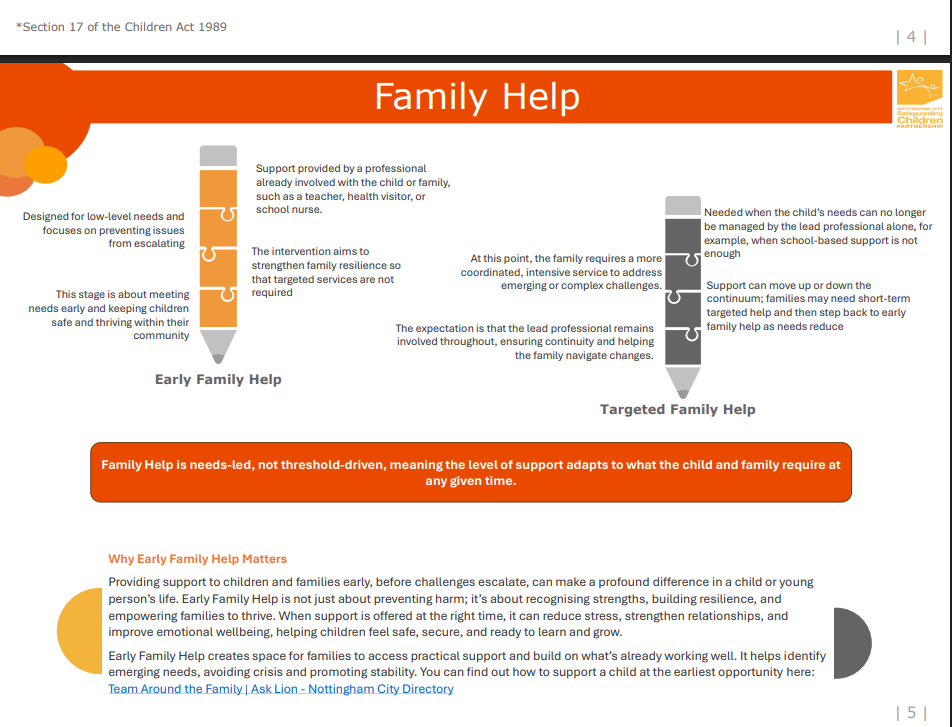 *Section 17 of the Children Act 1989
| 4 |
Family Help
NOTTINGHAM CITY
Safeguarding
Children
PARTNERSHIP
Support provided by a professional
already involved with the child or family,
such as a teacher, health visitor, or
school nurse.
Designed for low-level needs and
focuses on preventing issues
from escalating
The intervention aims to
strengthen family resilience so
that targeted services are not
required
This stage is about meeting
needs early and keeping children
safe and thriving within their
community
Early Family Help
Needed when the child's needs can no longer
be managed by the lead professional alone, for
example, when school-based support is not
enough
At this point, the family requires a more
coordinated, intensive service to address
emerging or complex challenges.
Support can move up or down the
continuum; families may need short-term
targeted help and then step back to early
family help as needs reduce
The expectation is that the lead professional remains
involved throughout, ensuring continuity and helping
the family navigate changes.
Targeted Family Help
Family Help is needs-led, not threshold-driven, meaning the level of support adapts to what the child and family require at
any given time.
Why Early Family Help Matters
Providing support to children and families early, before challenges escalate, can make a profound difference in a child or young
person's life. Early Family Help is not just about preventing harm; it's about recognising strengths, building resilience, and
empowering families to thrive. When support is offered at the right time, it can reduce stress, strengthen relationships, and
improve emotional wellbeing, helping children feel safe, secure, and ready to learn and grow.
Early Family Help creates space for families to access practical support and build on what's already working well. It helps identify
emerging needs, avoiding crisis and promoting stability. You can find out how to support a child at the earliest opportunity here:
Team Around the Family | Ask Lion - Nottingham City Directory
| 5 |